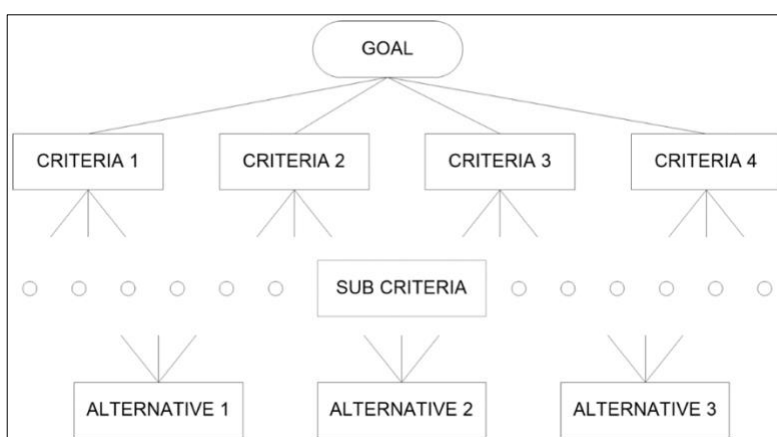 GOAL
CRITERIA 1
CRITERIA 2
CRITERIA 3
CRITERIA 4
SUB CRITERIA
ALTERNATIVE 1
ALTERNATIVE 2
ALTERNATIVE 3